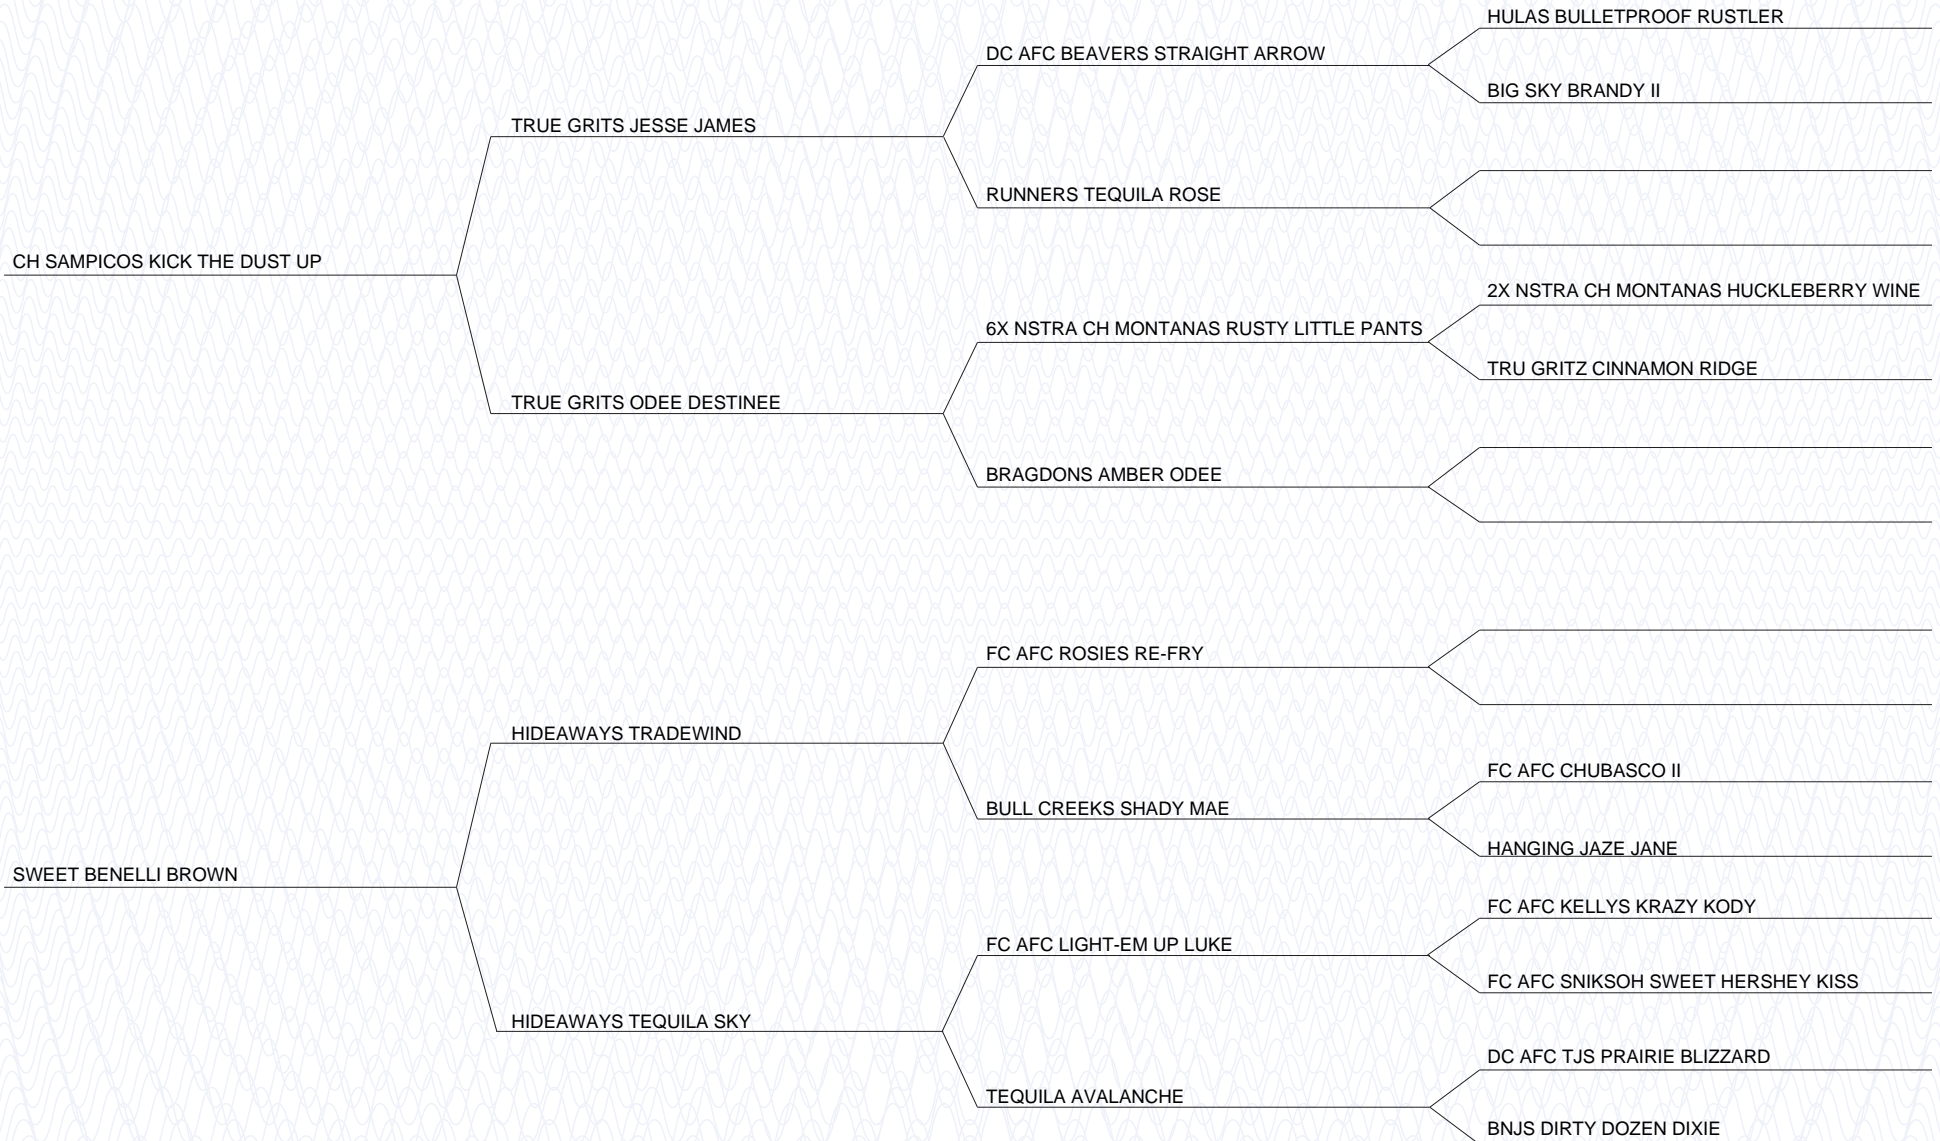 HULAS BULLETPROOF RUSTLER
DC AFC BEAVERS STRAIGHT ARROW
BIG SKY BRANDY II
TRUE GRITS JESSE JAMES
RUNNERS TEQUILA ROSE
CH SAMPICOS KICK THE DUST UP
2X NSTRA CH MONTANAS HUCKLEBERRY WINE
6X NSTRA CH MONTANAS RUSTY LITTLE PANTS
TRU GRITZ CINNAMON RIDGE
TRUE GRITS ODEE DESTINEE
BRAGDONS AMBER ODEE
FC AFC ROSIES RE-FRY
HIDEAWAYS TRADEWIND
FC AFC CHUBASCO II
BULL CREEKS SHADY MAE
HANGING JAZE JANE
SWEET BENELLI BROWN
FC AFC KELLYS KRAZY KODY
FC AFC LIGHT-EM UP LUKE
FC AFC SNIKSOH SWEET HERSHEY KISS
HIDEAWAYS TEQUILA SKY
DC AFC TJS PRAIRIE BLIZZARD
TEQUILA AVALANCHE
BNJS DIRTY DOZEN DIXIE